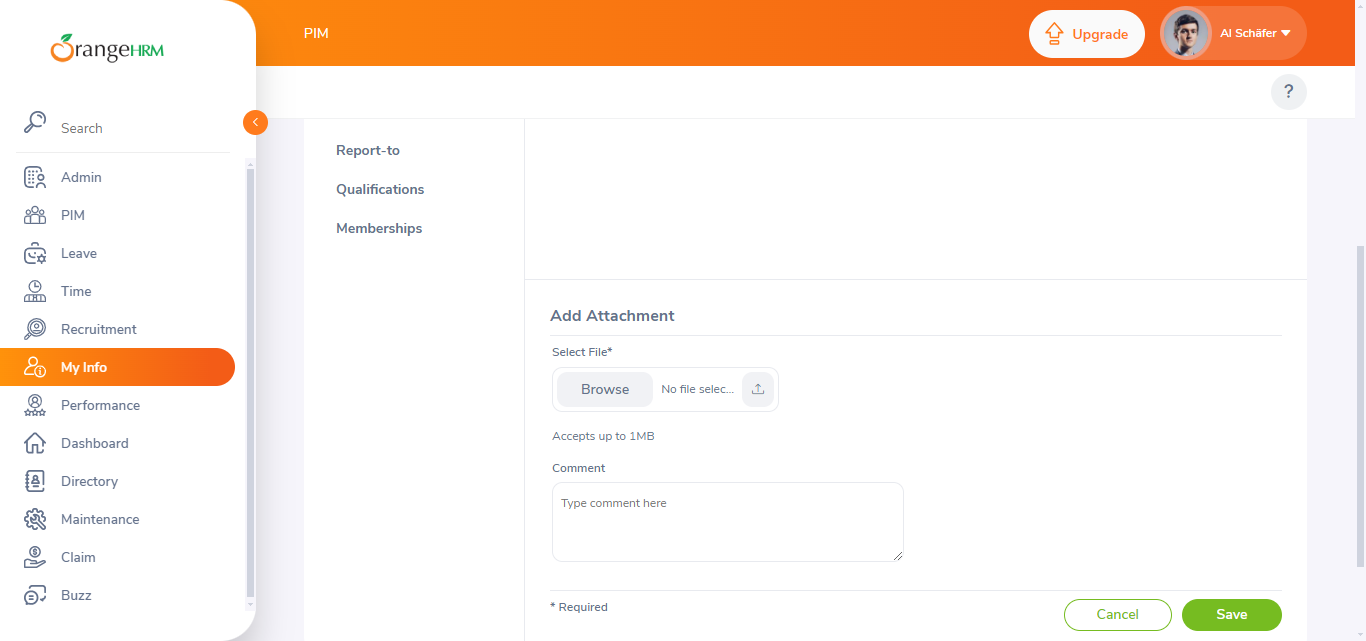 OrangeHRM
PIM
Upgrade
Al Schäfer
?
Search
Admin
PIM
Leave
Time
Recruitment
My Info
Performance
Dashboard
Directory
Maintenance
Claim
Buzz
Report-to
Qualifications
Memberships
Add Attachment
Select File*
Browse
No file selec...
Accepts up to 1MB
Comment
Type comment here
* Required
Cancel
Save